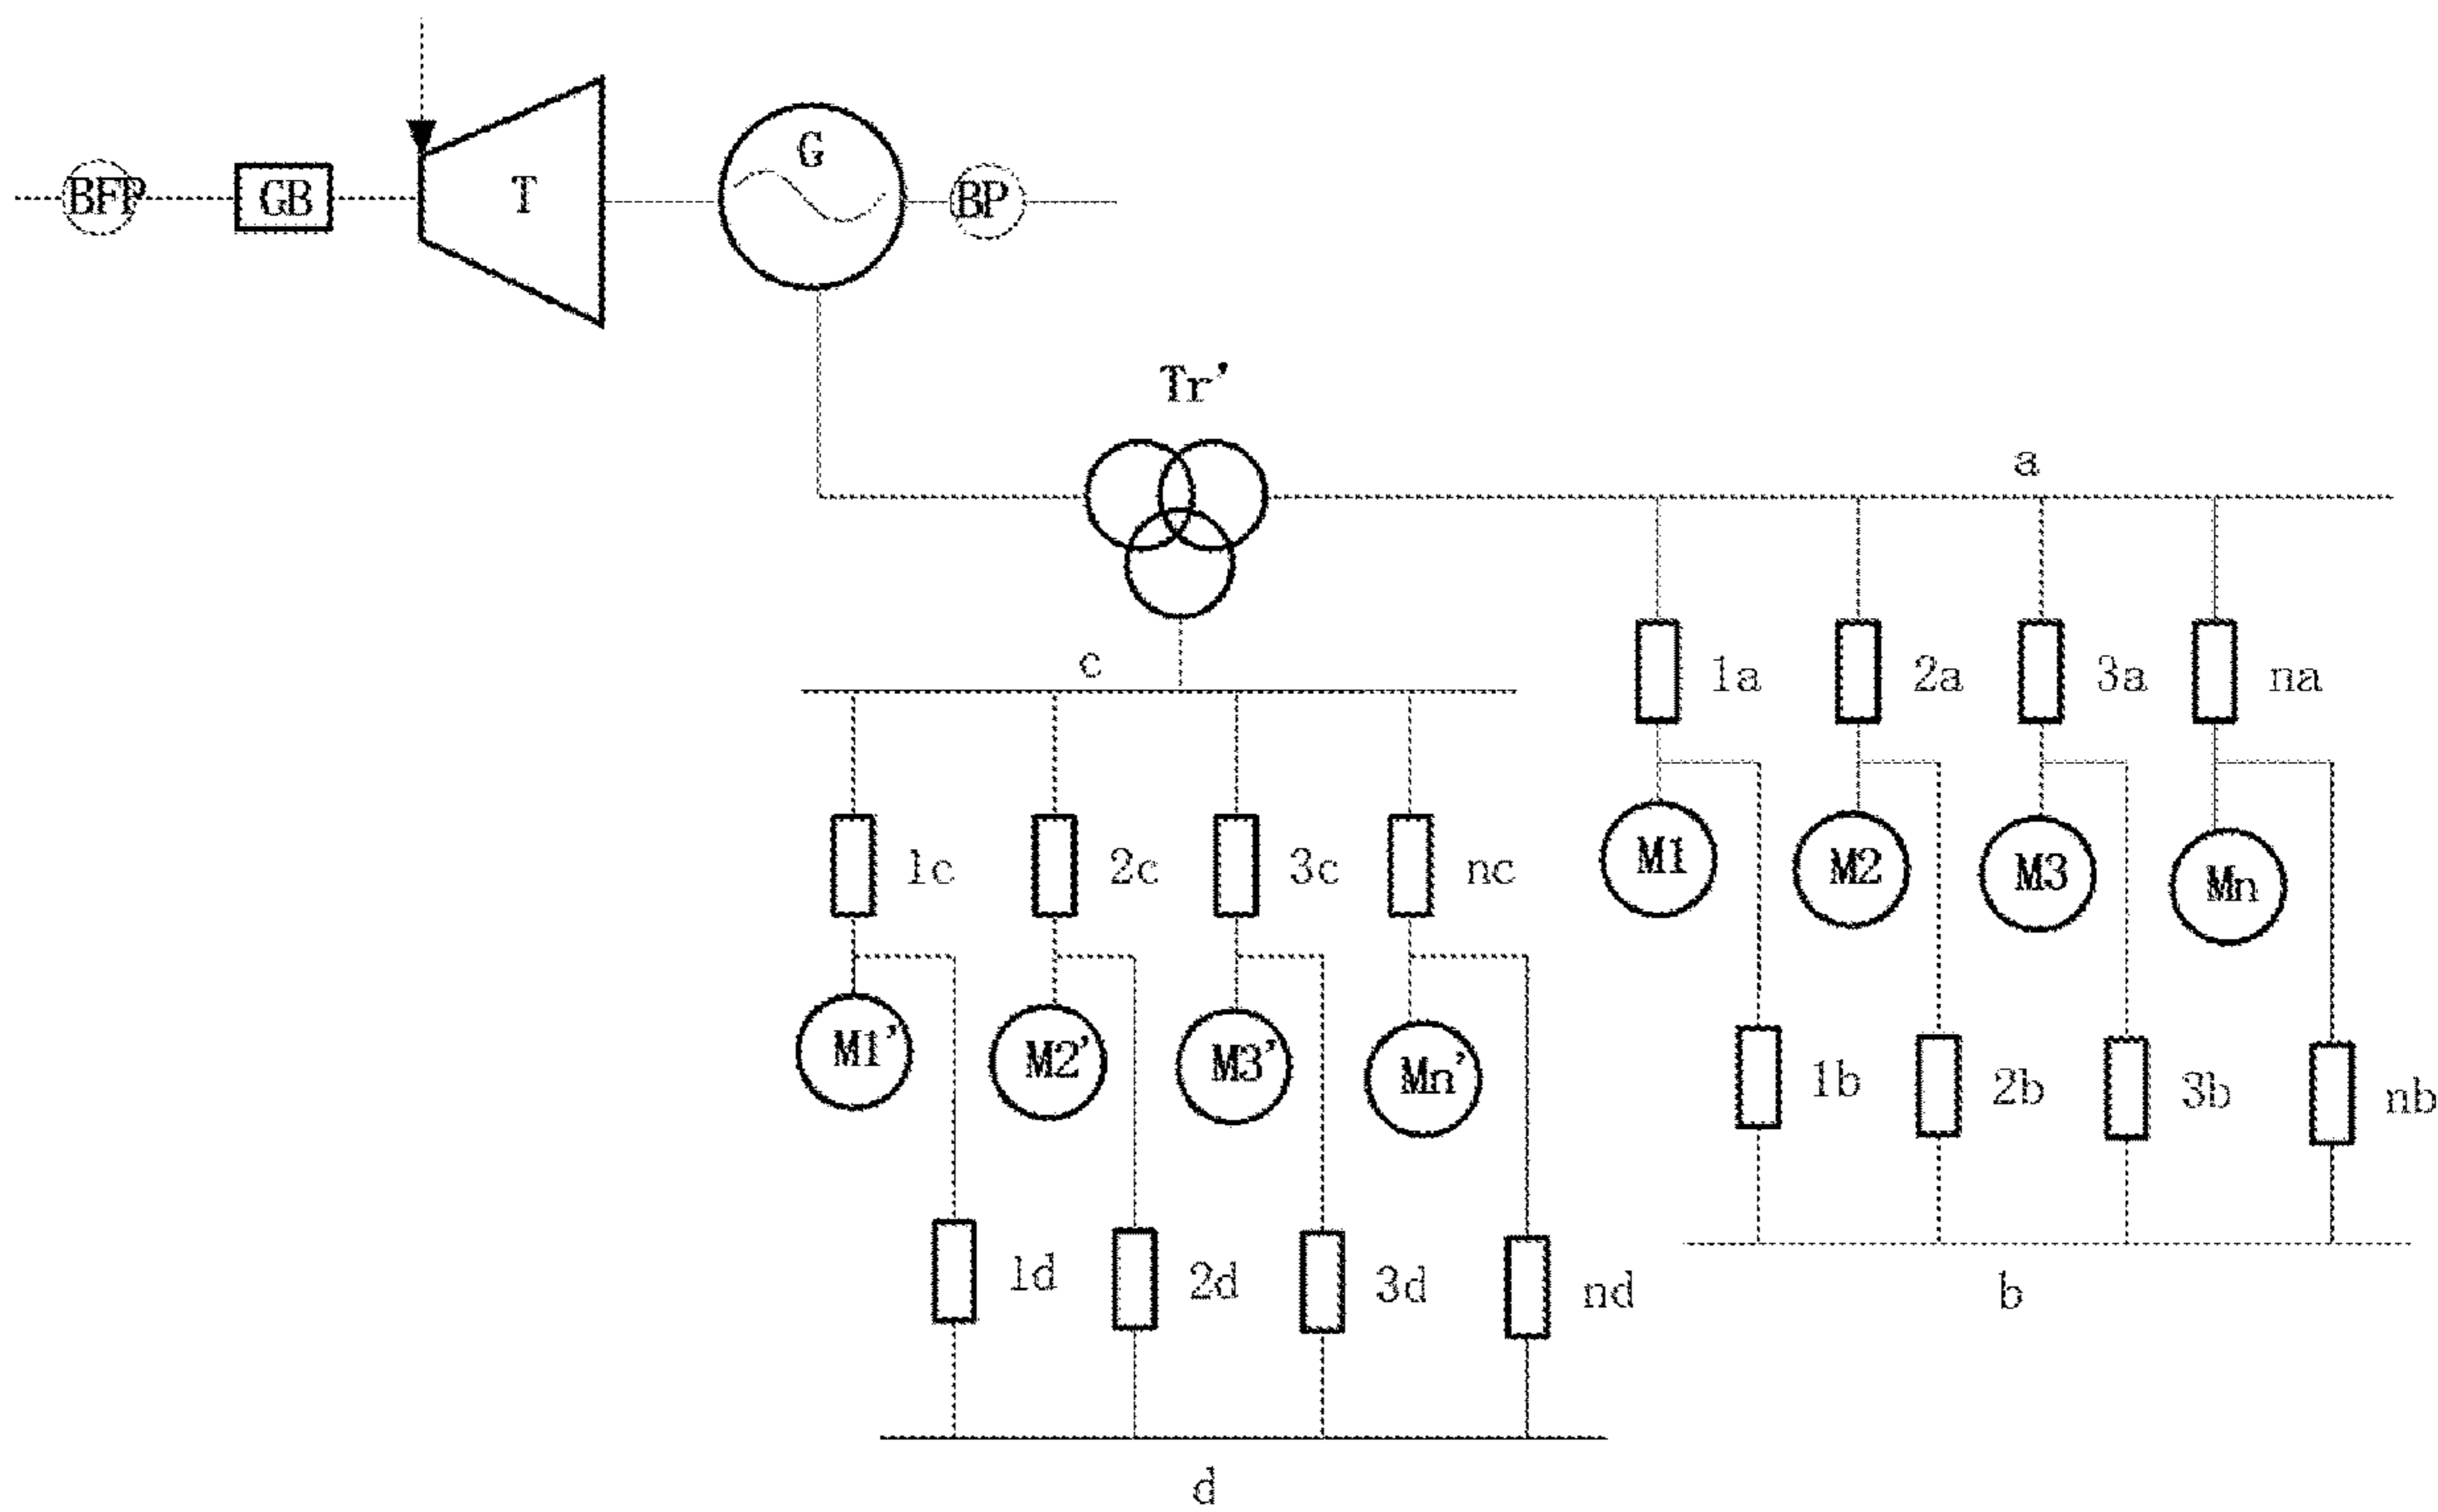 G
BFP
GB
T
BP
Tr'
a
c
1a
2a
3a
na
1c
2c
3c
nc
M1
M2
M3
Mn
M1'
M2'
M3'
Mn'
1b
2b
3b
nb
1d
2d
3d
nd
b
d